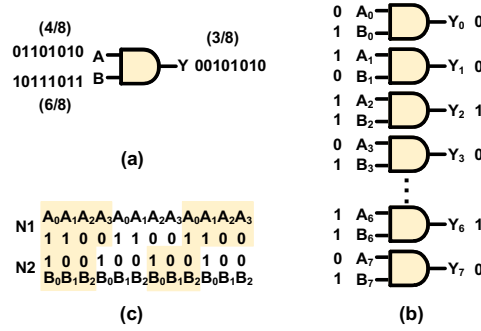 (4/8)
01101010
A
B
10111011
(6/8)
Y
(3/8)
00101010
(a)
N1
A₀A₁A₂A₃A₀A₁A₂A₃A₀A₁A₂A₃
1 1 0 0 1 1 0 0 1 1 0 0
N2
1 0 0 1 0 0 1 0 0 1 0 0
B₀B₁B₂B₀B₁B₂B₀B₁B₂B₀B₁B₂
(c)
0 A₀
1 B₀
Y₀ 0
1 A₁
0 B₁
Y₁ 0
1 A₂
1 B₂
Y₂ 1
0 A₃
1 B₃
Y₃ 0
1 A₆
1 B₆
Y₆ 1
0 A₇
1 B₇
Y₇ 0
(b)